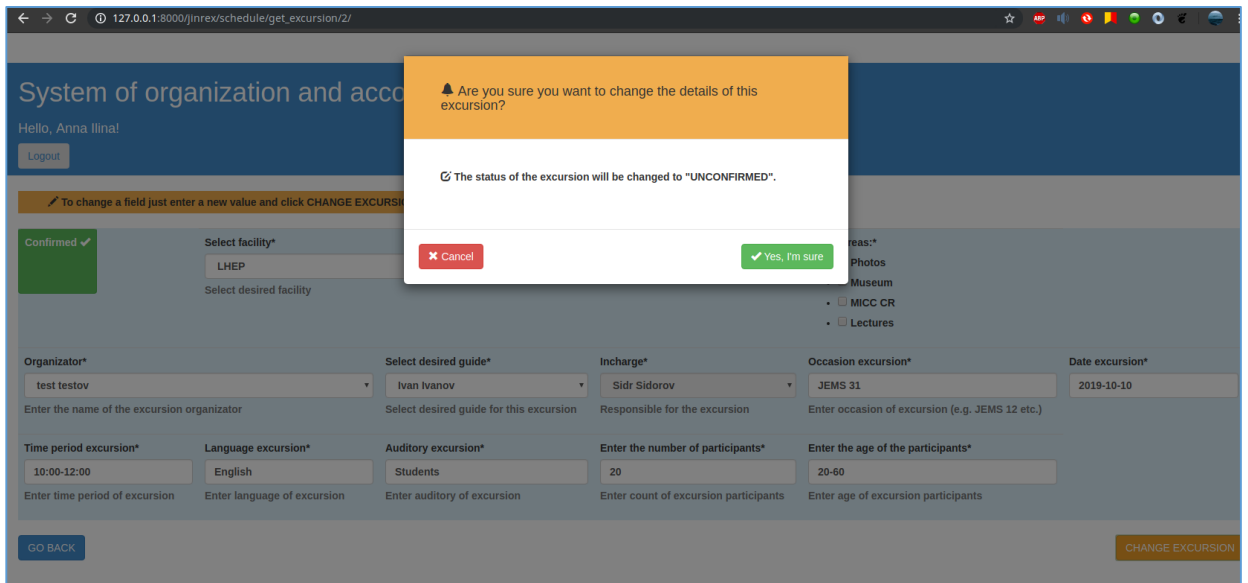 127.0.0.1:8000/jinrex/schedule/get_excursion/2/
ABP
System of organization and acco
Hello, Anna Ilina!
Logout
Are you sure you want to change the details of this
excursion?
The status of the excursion will be changed to "UNCONFIRMED".
Cancel
Yes, I'm sure
To change a field just enter a new value and click CHANGE EXCURSI
Confirmed
Select facility*
LHEP
Select desired facility
reas:*
Photos
Museum
MICC CR
Lectures
Organizator*
Select desired guide*
Incharge*
Occasion excursion*
Date excursion*
test testov
Ivan Ivanov
Sidr Sidorov
JEMS 31
2019-10-10
Enter the name of the excursion organizator
Select desired guide for this excursion
Responsible for the excursion
Enter occasion of excursion (e.g. JEMS 12 etc.)
Time period excursion*
Language excursion*
Auditory excursion*
Enter the number of participants*
Enter the age of the participants*
10:00-12:00
English
Students
20
20-60
Enter time period of excursion
Enter language of excursion
Enter auditory of excursion
Enter count of excursion participants
Enter age of excursion participants
GO BACK
CHANGE EXCURSION